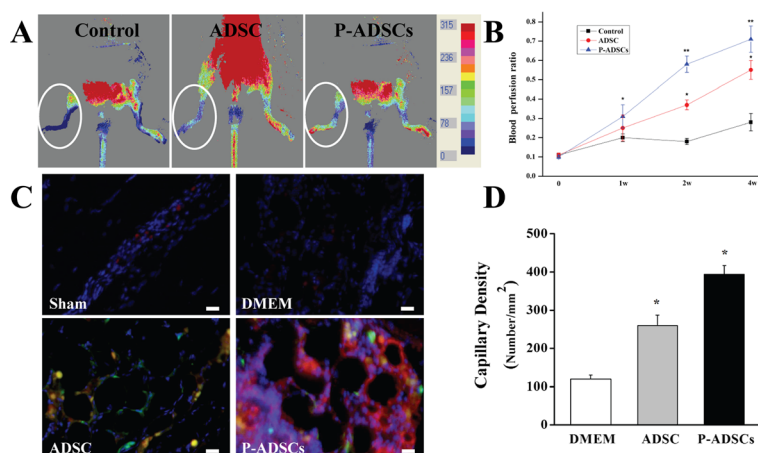 A
Control
ADSC
P-ADSCs
315
236
157
78
0
B
Control
ADSC
P-ADSCs
Blood perfusion ratio
0.8
0.7
0.6
0.5
0.4
0.3
0.2
0.1
0.0
0
1w
2w
4w
*
**
*
**
*
C
Sham
DMEM
ADSC
P-ADSCs
D
Capillary Density
(Number/mm2)
500
400
300
200
100
0
*
*
DMEM
ADSC
P-ADSCs